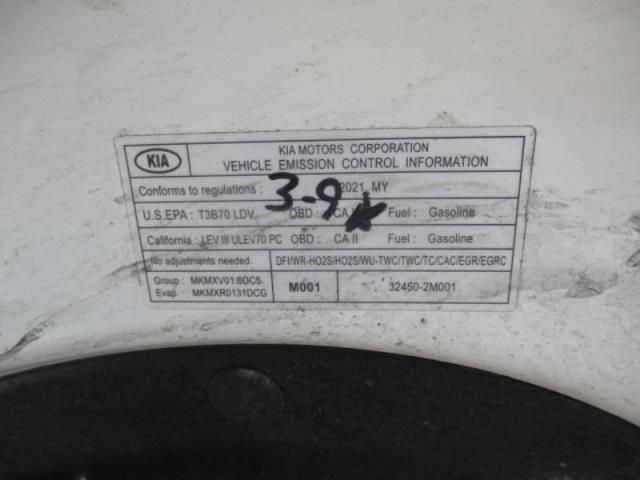 KIA
KIA MOTORS CORPORATION
VEHICLE EMISSION CONTROL INFORMATION
Conforms to regulations : 2021 MY
3-9
U.S.EPA : T3B70 LDV OBD : CA II Fuel : Gasoline
California : LEV III ULEV70 PC OBD : CA II Fuel : Gasoline
No adjustments needed. DFI/WR-HO2S/HO2S/WU-TWC/TWC/TC/CAC/EGR/EGRC
Group : MKMXV01.6DC5
Evap. : MKMXR0131DCG
M001
32450-2M001